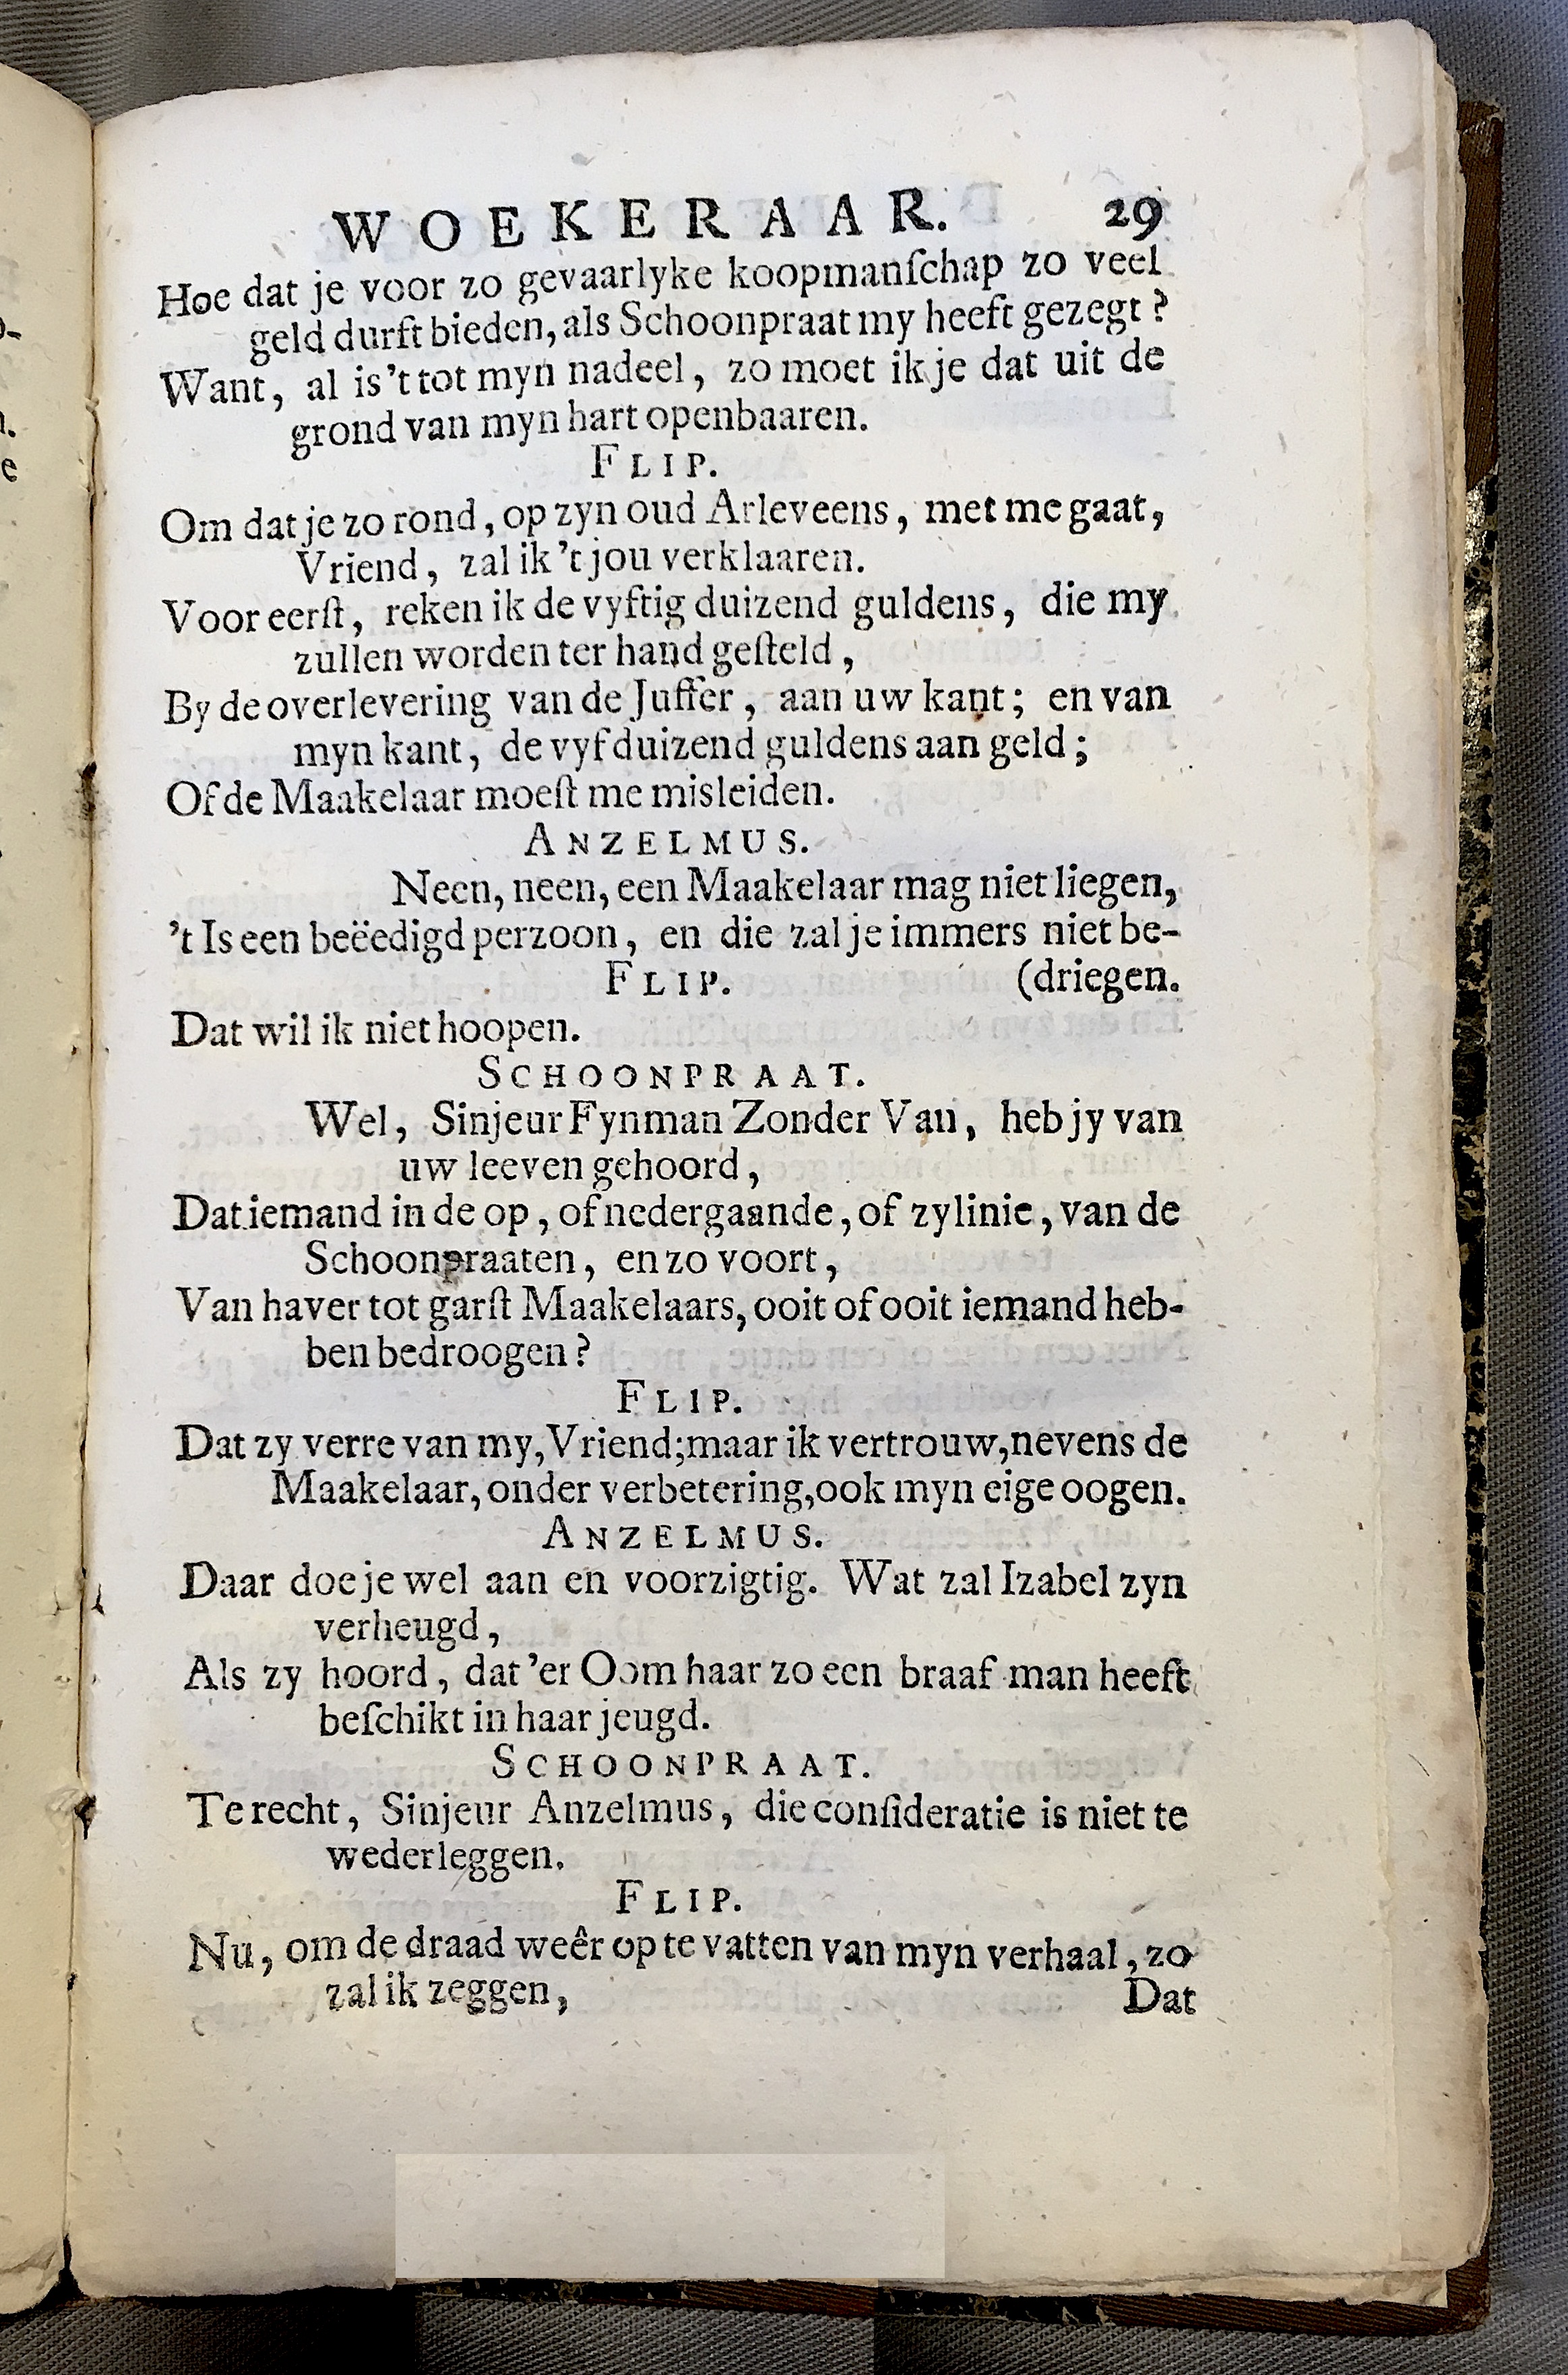 WOEKERAAR. 29
Hoe dat je voor zo gevaarlyke koopmanſchap zo veel
geld durft bieden, als Schoonpraat my heeft gezegt?
Want, al is 't tot myn nadeel, zo moet ik je dat uit de
grond van myn hart openbaaren.
FLIP.
Om dat je zo rond, op zyn oud Arleveens, met me gaat,
Vriend, zal ik 't jou verklaaren.
Voor eerſt, reken ik de vyftig duizend guldens, die my
zullen worden ter hand geſteld,
By de overlevering van de Juffer, aan uw kant; en van
myn kant, de vyf duizend guldens aan geld;
Of de Maakelaar moeſt me misleiden.
ANZELMUS.
Neen, neen, een Maakelaar mag niet liegen,
't Is een beëedigd perzoon, en die zal je immers niet be-
FLIP. (driegen.
Dat wil ik niet hoopen.
SCHOONPRAAT.
Wel, Sinjeur Fynman Zonder Van, heb jy van
uw leeven gehoord,
Dat iemand in de op, of nedergaande, of zylinie, van de
Schoonpraaten, en zo voort,
Van haver tot garſt Maakelaars, ooit of ooit iemand heb-
ben bedroogen?
FLIP.
Dat zy verre van my, Vriend; maar ik vertrouw, nevens de
Maakelaar, onder verbetering, ook myn eige oogen.
ANZELMUS.
Daar doe je wel aan en voorzigtig. Wat zal Izabel zyn
verheugd,
Als zy hoord, dat 'er Oom haar zo een braaf man heeft
beſchikt in haar jeugd.
SCHOONPRAAT.
Te recht, Sinjeur Anzelmus, die conſideratie is niet te
wederleggen.
FLIP.
Nu, om de draad weêr op te vatten van myn verhaal, zo
zal ik zeggen,
Dat